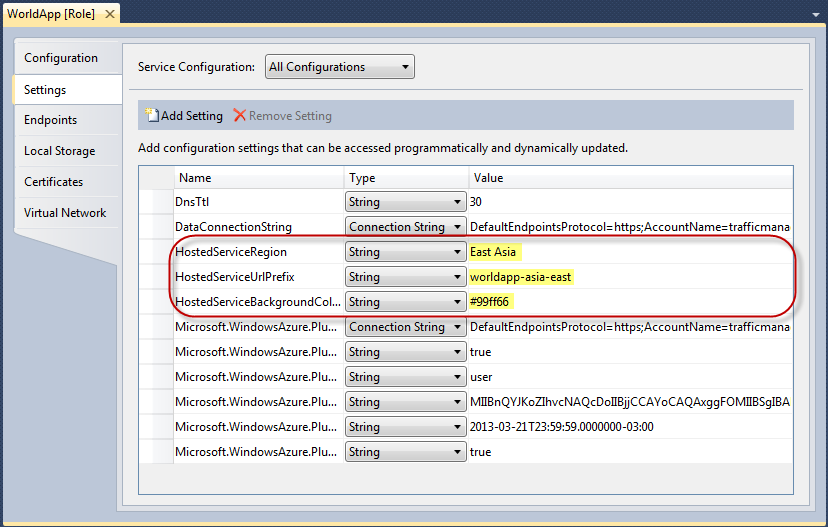 WorldApp [Role]
Configuration
Settings
Endpoints
Local Storage
Certificates
Virtual Network
Service Configuration: All Configurations
Add Setting Remove Setting
Add configuration settings that can be accessed programmatically and dynamically updated.
Name Type Value
DnsTtl String 30
DataConnectionString Connection String DefaultEndpointsProtocol=https;AccountName=trafficmana
HostedServiceRegion String East Asia
HostedServiceUrlPrefix String worldapp-asia-east
HostedServiceBackgroundCol... String #99ff66
Microsoft.WindowsAzure.Plu... Connection String DefaultEndpointsProtocol=https;AccountName=trafficmana
Microsoft.WindowsAzure.Plu... String true
Microsoft.WindowsAzure.Plu... String user
Microsoft.WindowsAzure.Plu... String MIIBnQYJKoZIhvcNAQcDoIIBjjCCAYoCAQAxggFOMIIBSgIBA
Microsoft.WindowsAzure.Plu... String 2013-03-21T23:59:59.0000000-03:00
Microsoft.WindowsAzure.Plu... String true